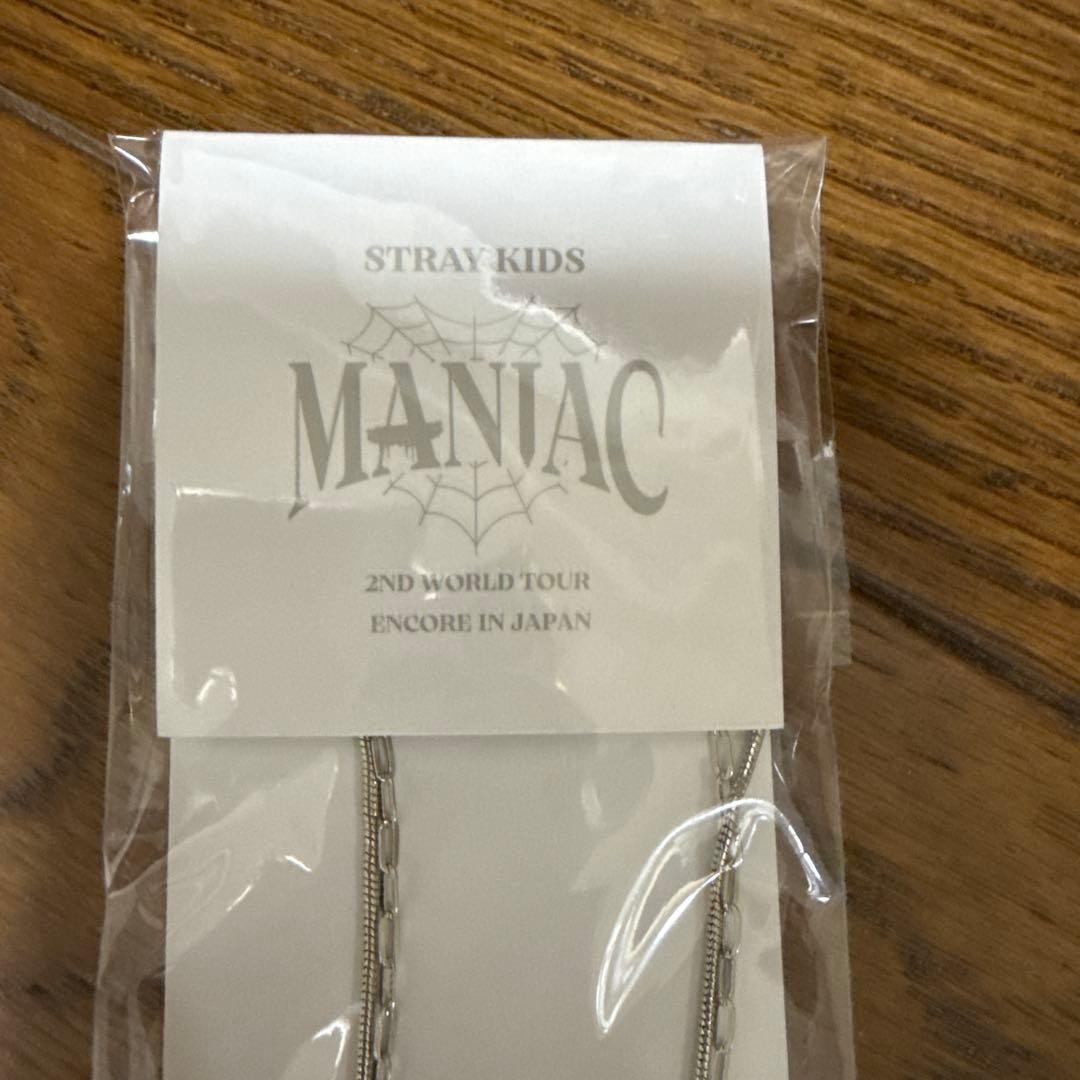 STRAY KIDS
MANIAC
2ND WORLD TOUR
ENCORE IN JAPAN